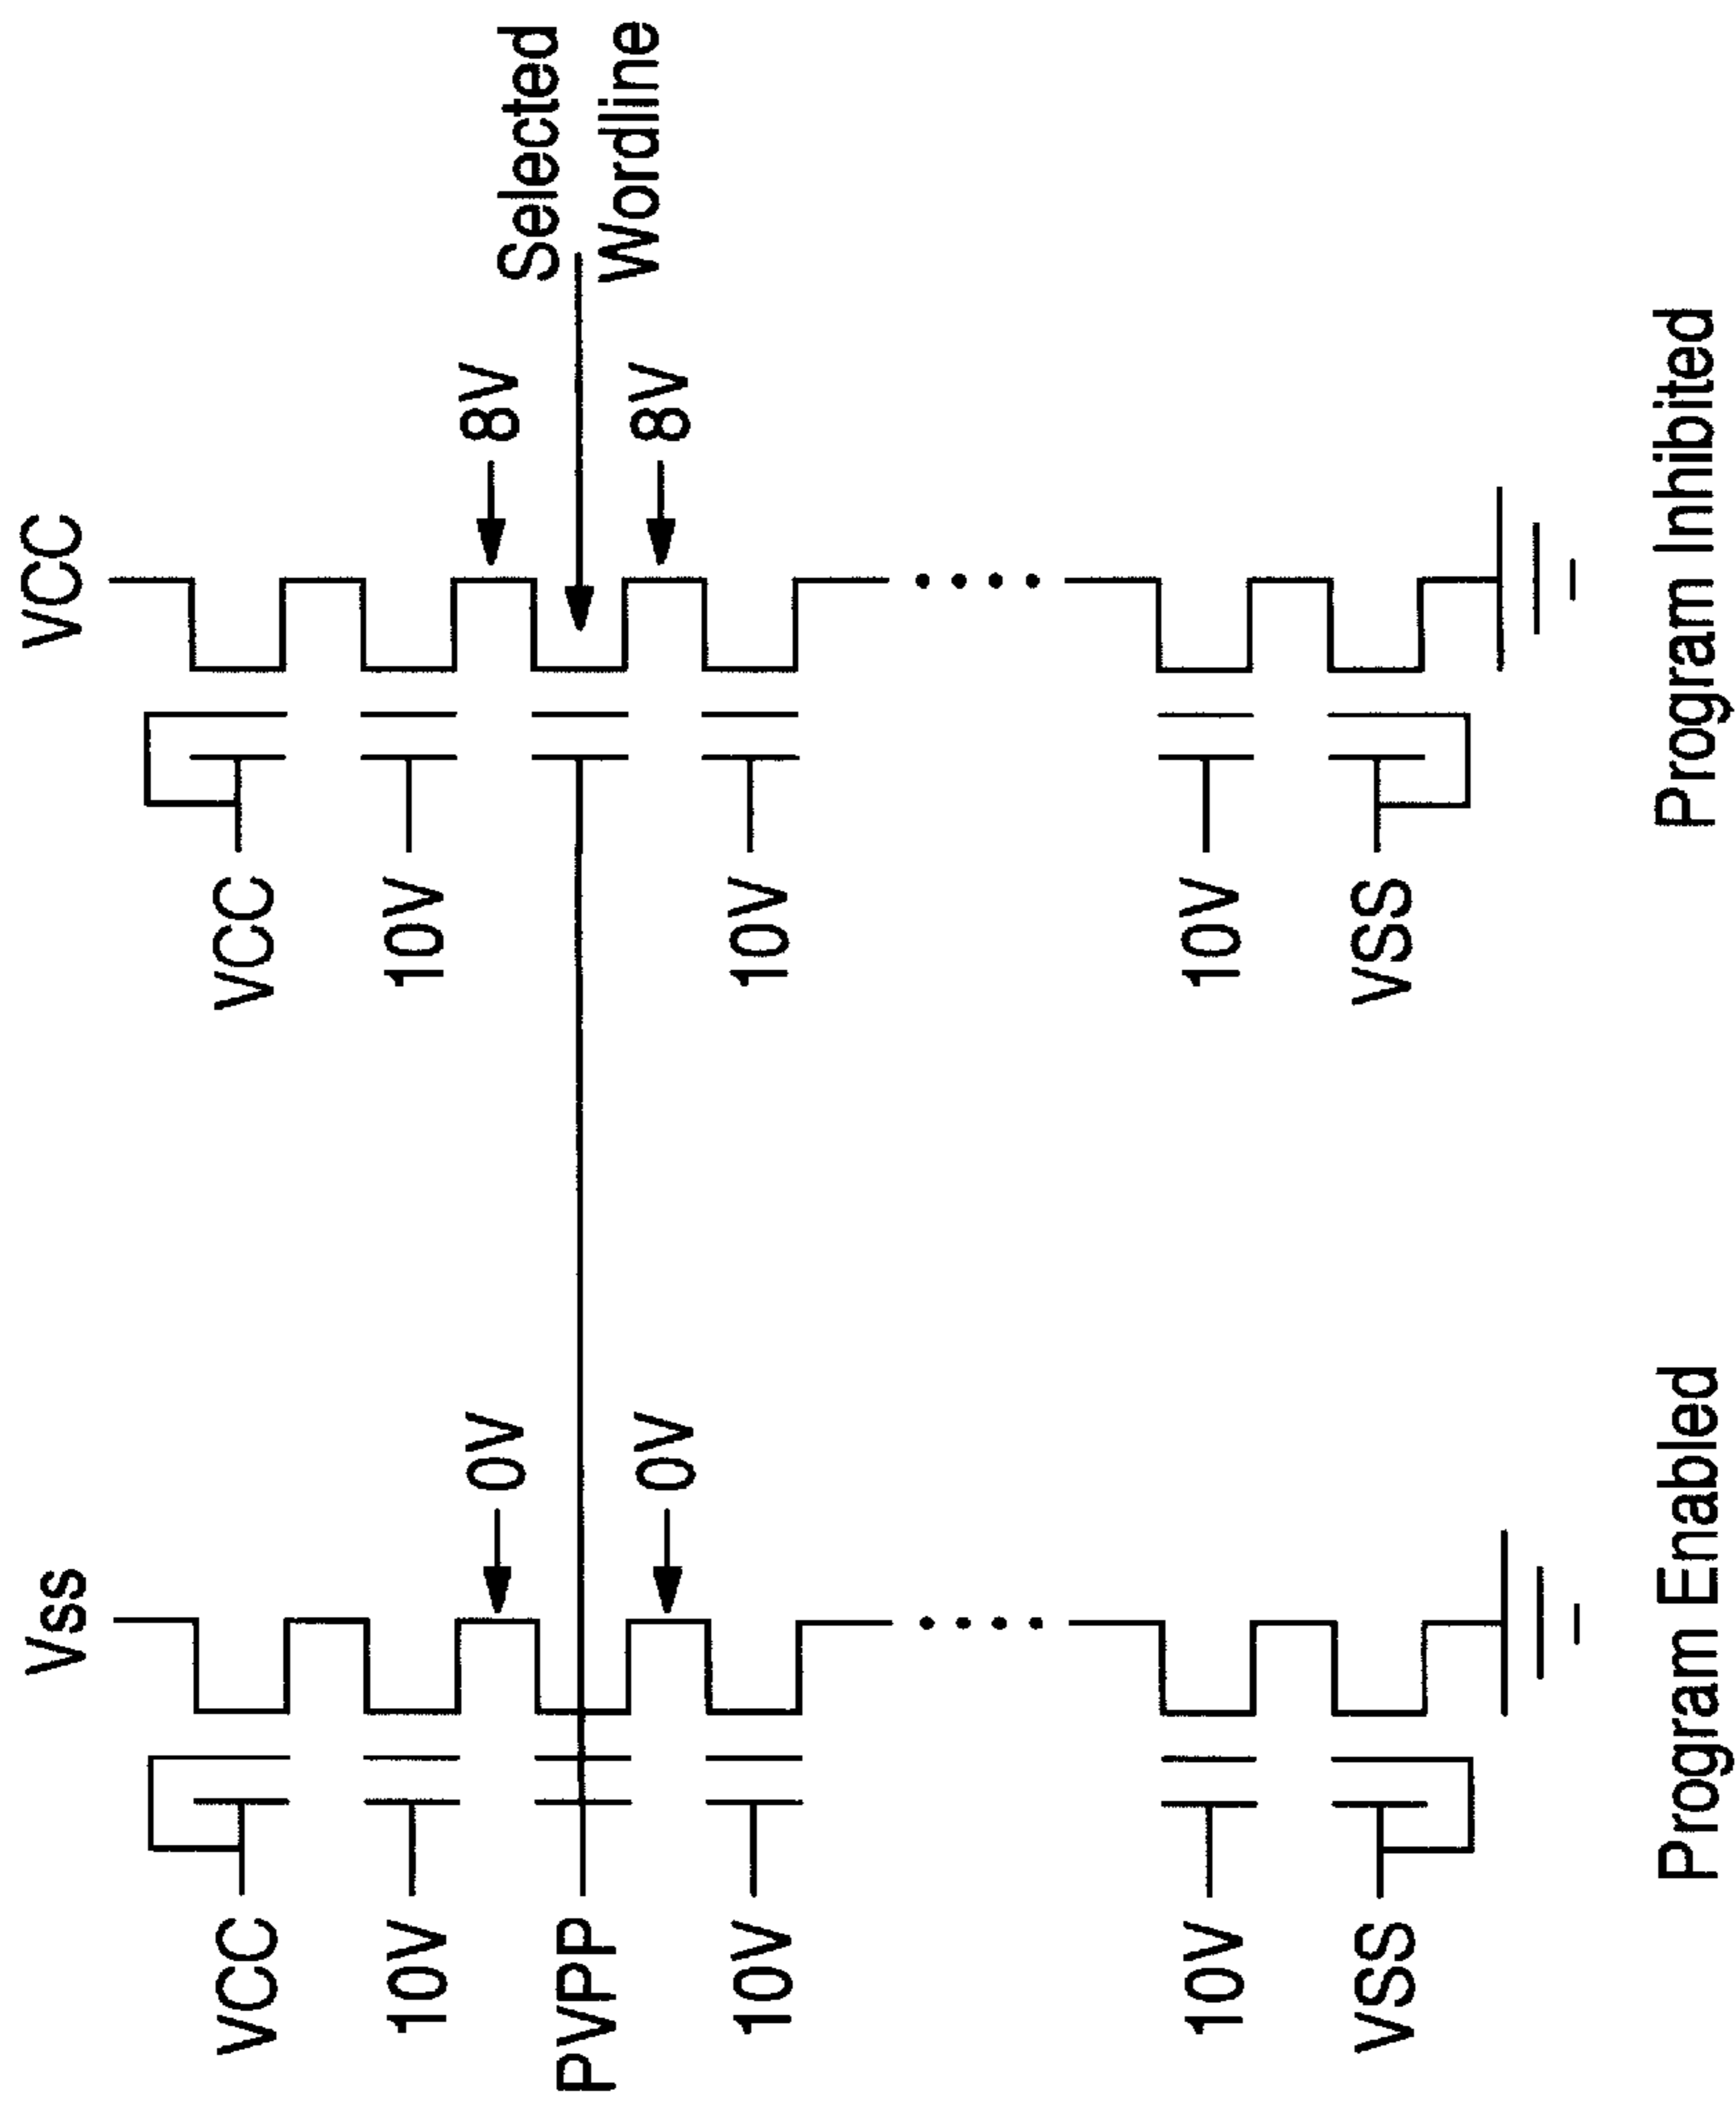 Vss
VCC
VCC
VCC
10V
10V
0V
8V
Selected
Wordline
PVPP
0V
8V
10V
10V
10V
10V
VSS
VSS
Program Enabled
Program Inhibited